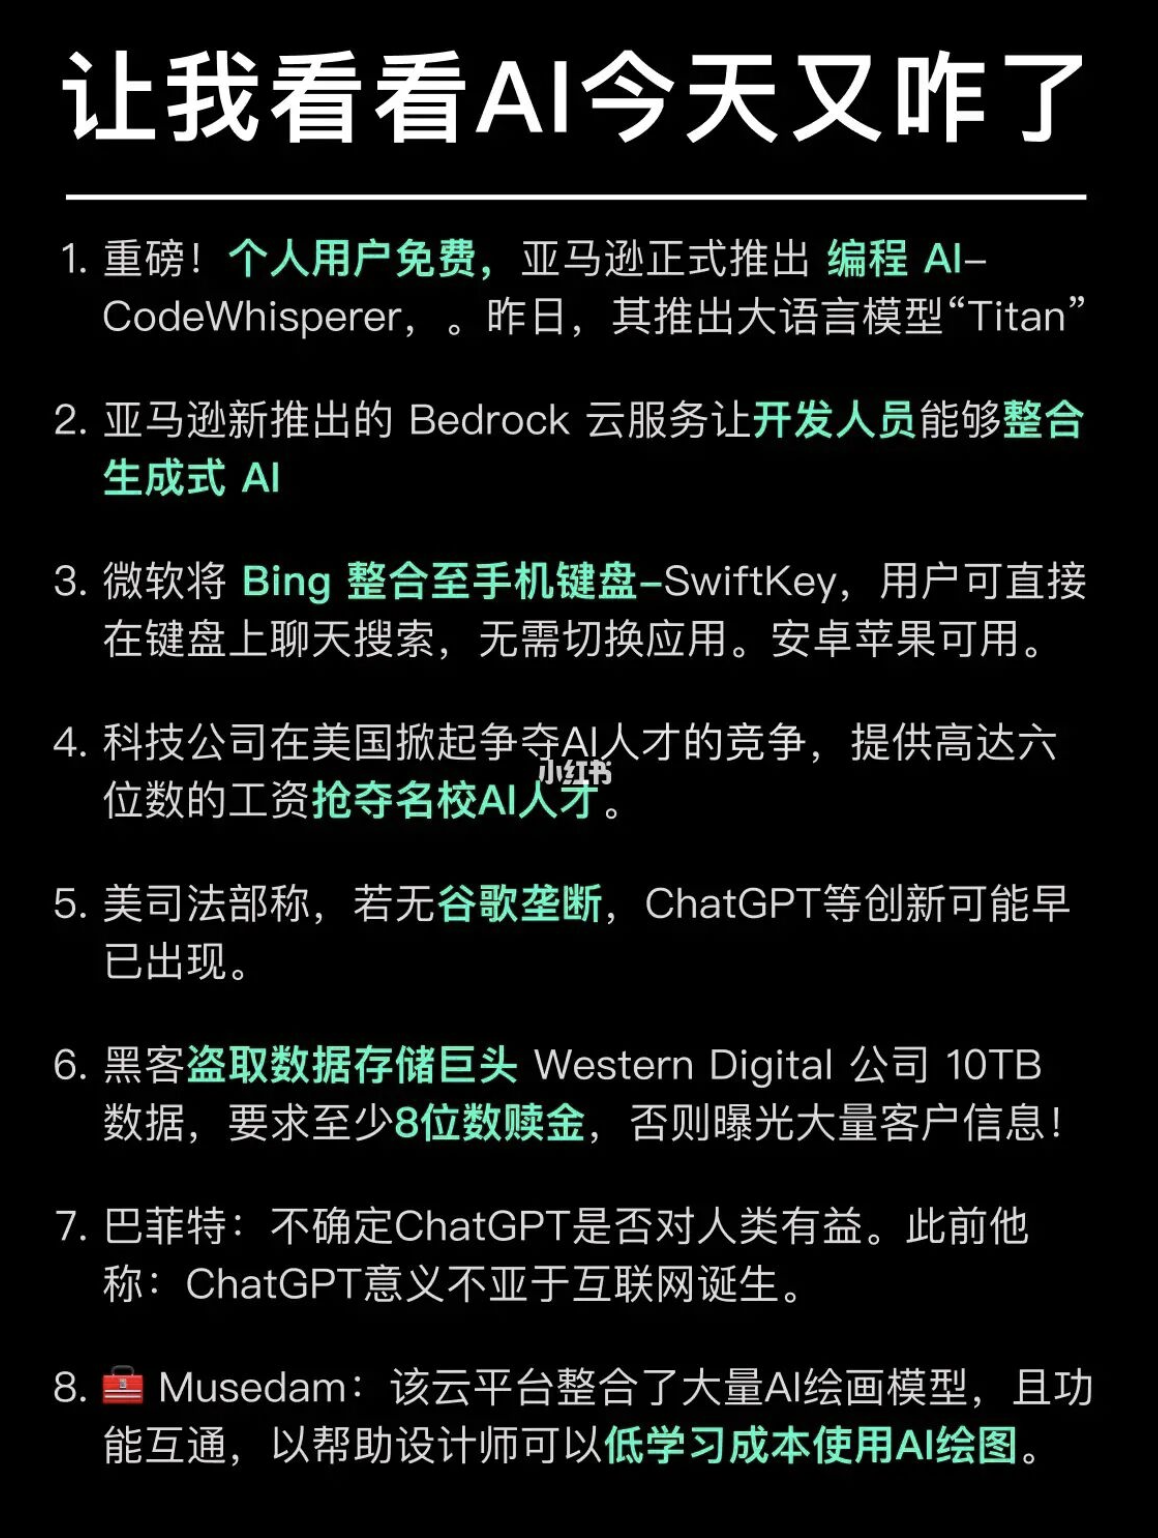 让我看看AI今天又咋了
1. 重磅！个人用户免费，亚马逊正式推出 编程 AI–
CodeWhisperer，。昨日，其推出大语言模型“Titan”
2. 亚马逊新推出的 Bedrock 云服务让开发人员能够整合
生成式 AI
3. 微软将 Bing 整合至手机键盘–SwiftKey，用户可直接
在键盘上聊天搜索，无需切换应用。安卓苹果可用。
4. 科技公司在美国掀起争夺AI人才的竞争，提供高达六
小红书
位数的工资抢夺名校AI人才。
5. 美司法部称，若无谷歌垄断，ChatGPT等创新可能早
已出现。
6. 黑客盗取数据存储巨头 Western Digital 公司 10TB
数据，要求至少8位数赎金，否则曝光大量客户信息！
7. 巴菲特：不确定ChatGPT是否对人类有益。此前他
称：ChatGPT意义不亚于互联网诞生。
8. 🧰 Musedam：该云平台整合了大量AI绘画模型，且功
能互通，以帮助设计师可以低学习成本使用AI绘图。